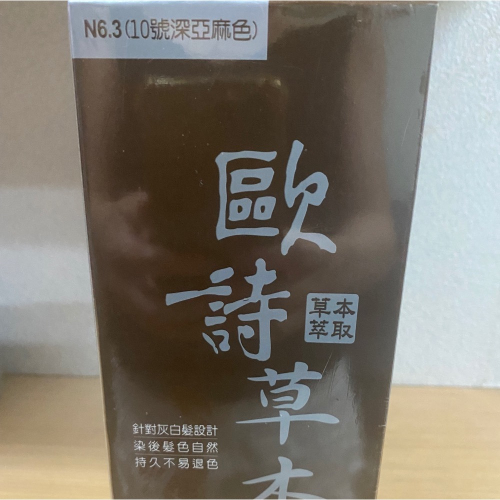 N6.3(10號深亞麻色)
歐詩草本
草本
萃取
針對灰白髮設計
染後髮色自然
持久不易退色